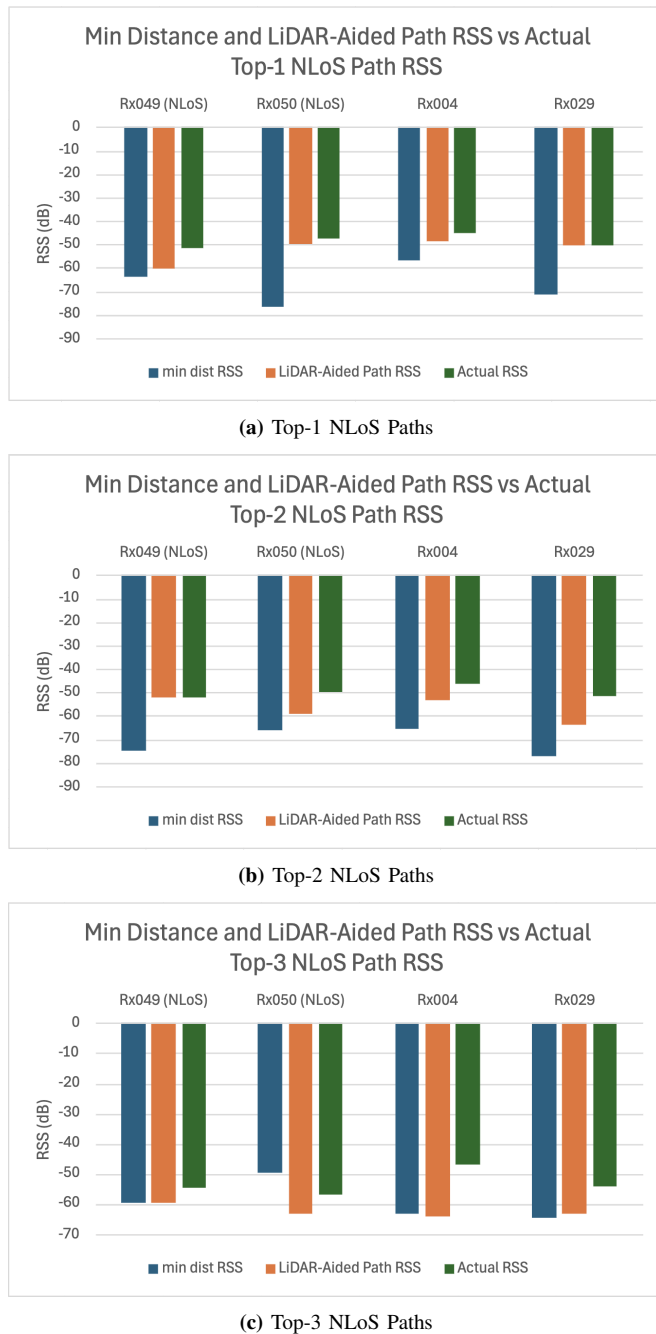 Min Distance and LiDAR-Aided Path RSS vs Actual
Top-1 NLoS Path RSS
Rx049 (NLoS) Rx050 (NLoS) Rx004 Rx029
0
-10
-20
-30
-40
-50
-60
-70
-80
-90
RSS (dB)
min dist RSS LiDAR-Aided Path RSS Actual RSS
(a) Top-1 NLoS Paths
Min Distance and LiDAR-Aided Path RSS vs Actual
Top-2 NLoS Path RSS
Rx049 (NLoS) Rx050 (NLoS) Rx004 Rx029
0
-10
-20
-30
-40
-50
-60
-70
-80
-90
RSS (dB)
min dist RSS LiDAR-Aided Path RSS Actual RSS
(b) Top-2 NLoS Paths
Min Distance and LiDAR-Aided Path RSS vs Actual
Top-3 NLoS Path RSS
Rx049 (NLoS) Rx050 (NLoS) Rx004 Rx029
0
-10
-20
-30
-40
-50
-60
-70
RSS (dB)
min dist RSS LiDAR-Aided Path RSS Actual RSS
(c) Top-3 NLoS Paths